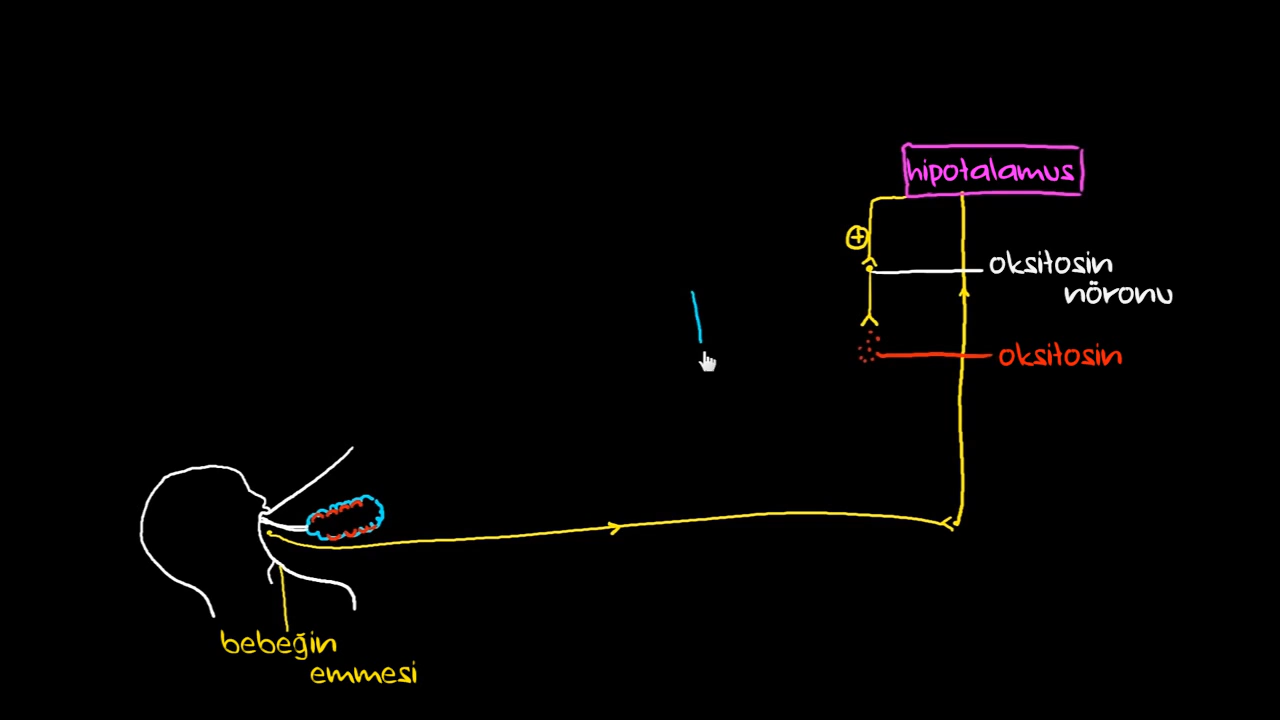 hipotalamus
oksitosin
nöronu
oksitosin
bebeğin
emmesi